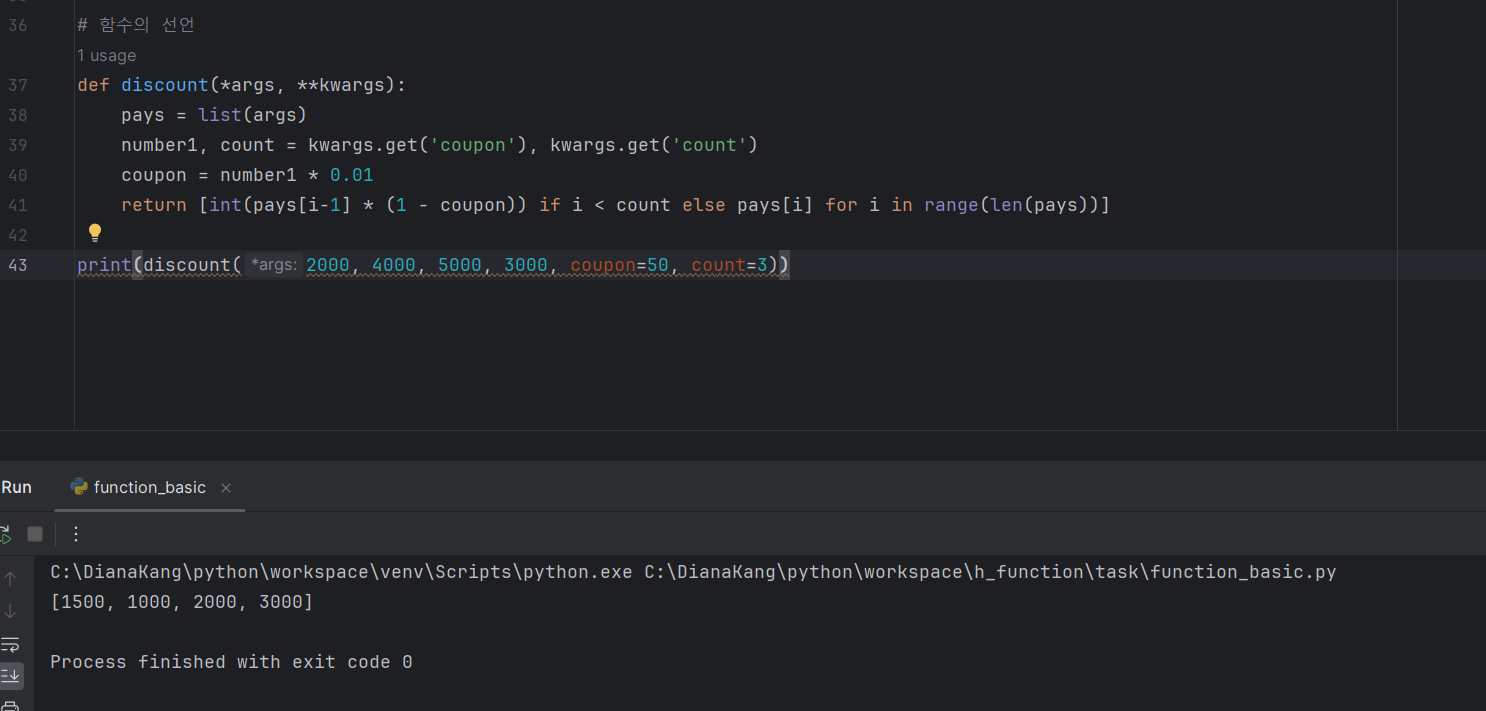 36 # 함수의 선언
1 usage
37 def discount(*args, **kwargs):
38     pays = list(args)
39     number1, count = kwargs.get('coupon'), kwargs.get('count')
40     coupon = number1 * 0.01
41     return [int(pays[i-1] * (1 - coupon)) if i < count else pays[i] for i in range(len(pays))]
42
43 print(discount( *args: 2000, 4000, 5000, 3000, coupon=50, count=3))
Run function_basic ×
C:\DianaKang\python\workspace\venv\Scripts\python.exe C:\DianaKang\python\workspace\h_function\task\function_basic.py
[1500, 1000, 2000, 3000]
Process finished with exit code 0